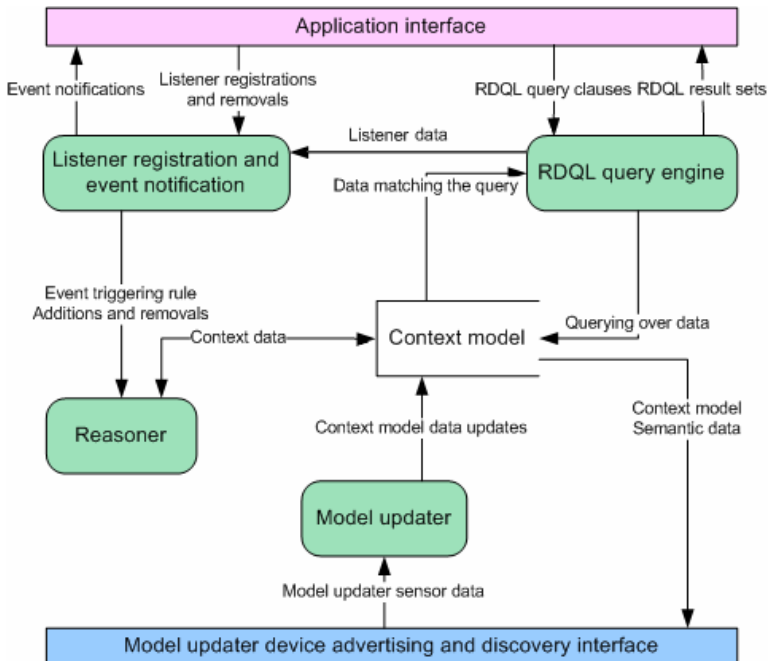 Application interface
Event notifications
Listener registrations
and removals
RDQL query clauses
RDQL result sets
Listener data
Listener registration and
event notification
RDQL query engine
Data matching the query
Event triggering rule
Additions and removals
Context data
Context model
Querying over data
Reasoner
Context model data updates
Context model
Semantic data
Model updater
Model updater sensor data
Model updater device advertising and discovery interface